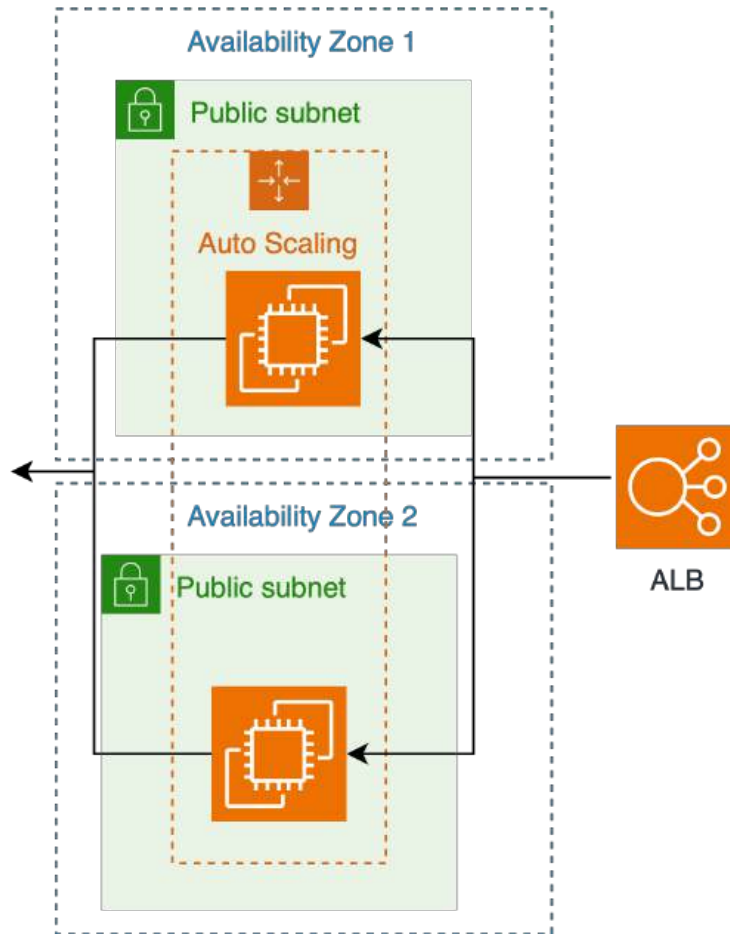 Availability Zone 1
Public subnet
Auto Scaling
ALB
Availability Zone 2
Public subnet